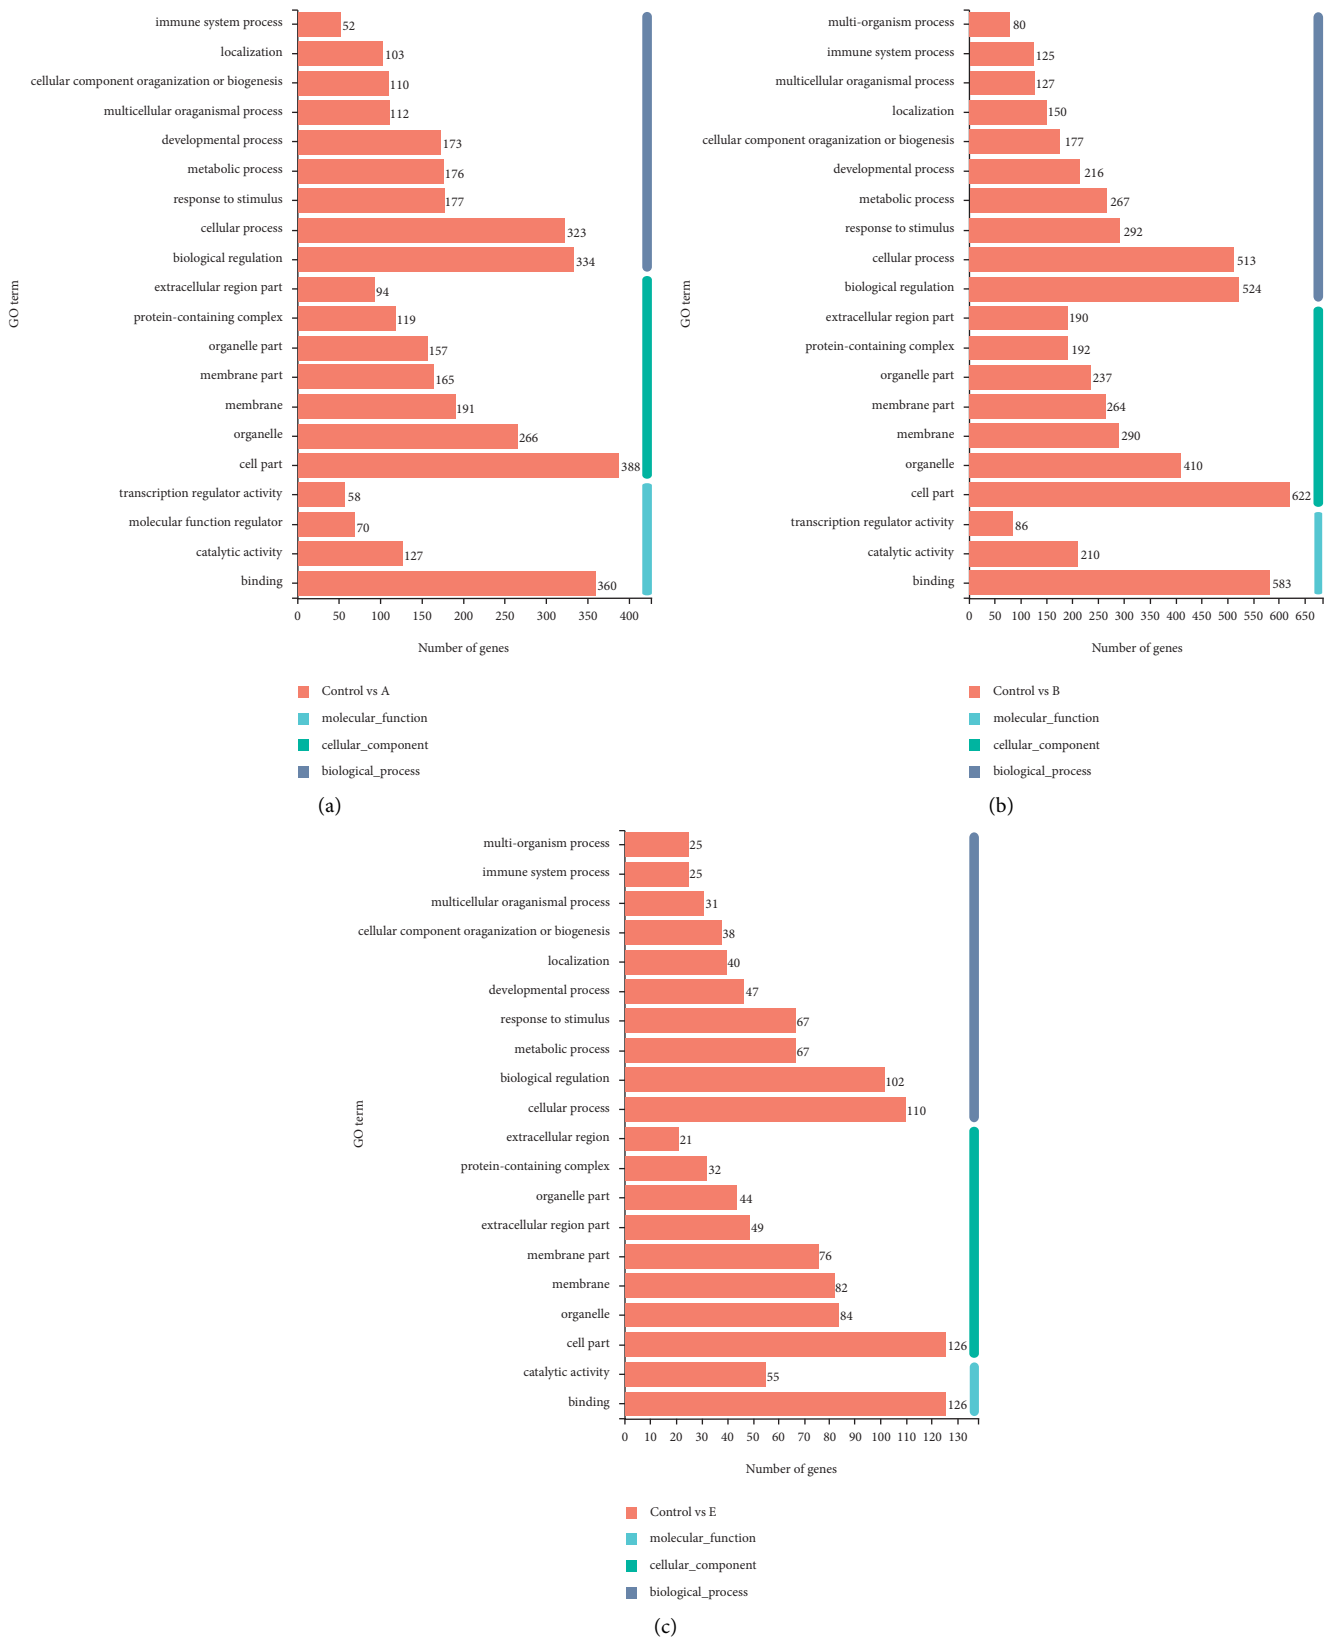 immune system process 52
localization 103
cellular component oraganization or biogenesis 110
multicellular oraganismal process 112
developmental process 173
metabolic process 176
response to stimulus 177
cellular process 323
biological regulation 334
extracellular region part 94
protein-containing complex 119
organelle part 157
membrane part 165
membrane 191
organelle 266
cell part 388
transcription regulator activity 58
molecular function regulator 70
catalytic activity 127
binding 360
GO term
0 50 100 150 200 250 300 350 400
Number of genes
Control vs A
molecular_function
cellular_component
biological_process
(a)
multi-organism process 80
immune system process 125
multicellular oraganismal process 127
localization 150
cellular component oraganization or biogenesis 177
developmental process 216
metabolic process 267
response to stimulus 292
cellular process 513
biological regulation 524
extracellular region part 190
protein-containing complex 192
organelle part 237
membrane part 264
membrane 290
organelle 410
cell part 622
transcription regulator activity 86
catalytic activity 210
binding 583
GO term
0 50 100 150 200 250 300 350 400 450 500 550 600 650
Number of genes
Control vs B
molecular_function
cellular_component
biological_process
(b)
multi-organism process 25
immune system process 25
multicellular oraganismal process 31
cellular component oraganization or biogenesis 38
localization 40
developmental process 47
response to stimulus 67
metabolic process 67
biological regulation 102
cellular process 110
extracellular region 21
protein-containing complex 32
organelle part 44
extracellular region part 49
membrane part 76
membrane 82
organelle 84
cell part 126
catalytic activity 55
binding 126
GO term
0 10 20 30 40 50 60 70 80 90 100 110 120 130
Number of genes
Control vs E
molecular_function
cellular_component
biological_process
(c)